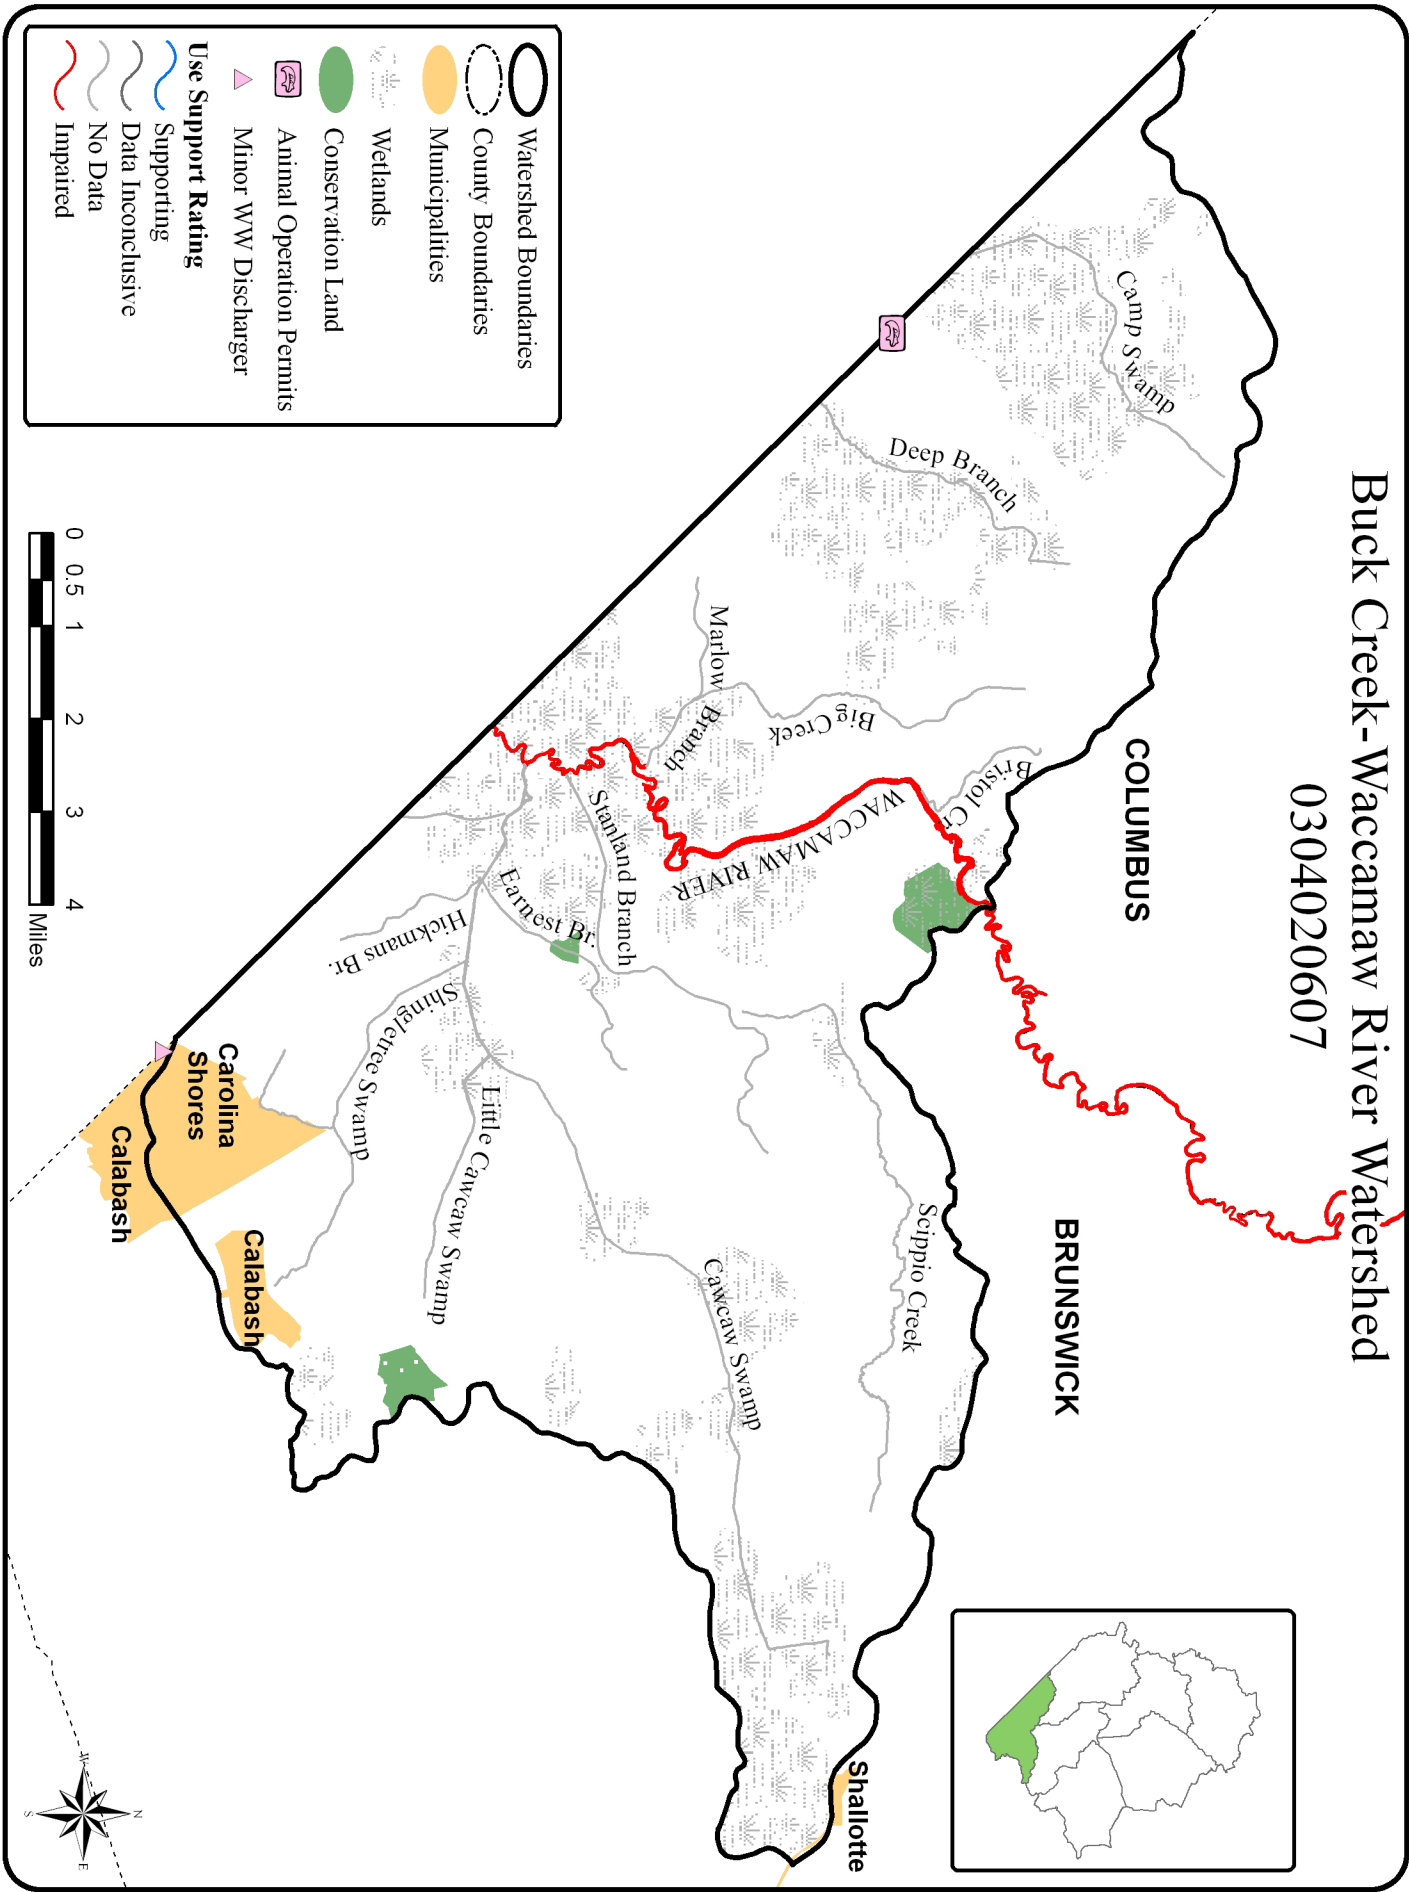 Buck Creek-Waccamaw River Watershed
030402020607
COLUMBUS
BRUNSWICK
Camp Swamp
Deep Branch
Marlow Branch
Big Creek
Bristol Cr.
WACCAMAW RIVER
Stanland Branch
Earnest Br.
Hickmans Br.
Shingletree Swamp
Little Cawcaw Swamp
Cawcaw Swamp
Scippio Creek
Shallotte
Carolina
Shores
Calabash
Calabash
Watershed Boundaries
County Boundaries
Municipalities
Wetlands
Conservation Land
Animal Operation Permits
Minor WW Discharger
Use Support Rating
Supporting
Data Inconclusive
No Data
Impaired
0 0.5 1 2 3 4
Miles
N
W
E
S